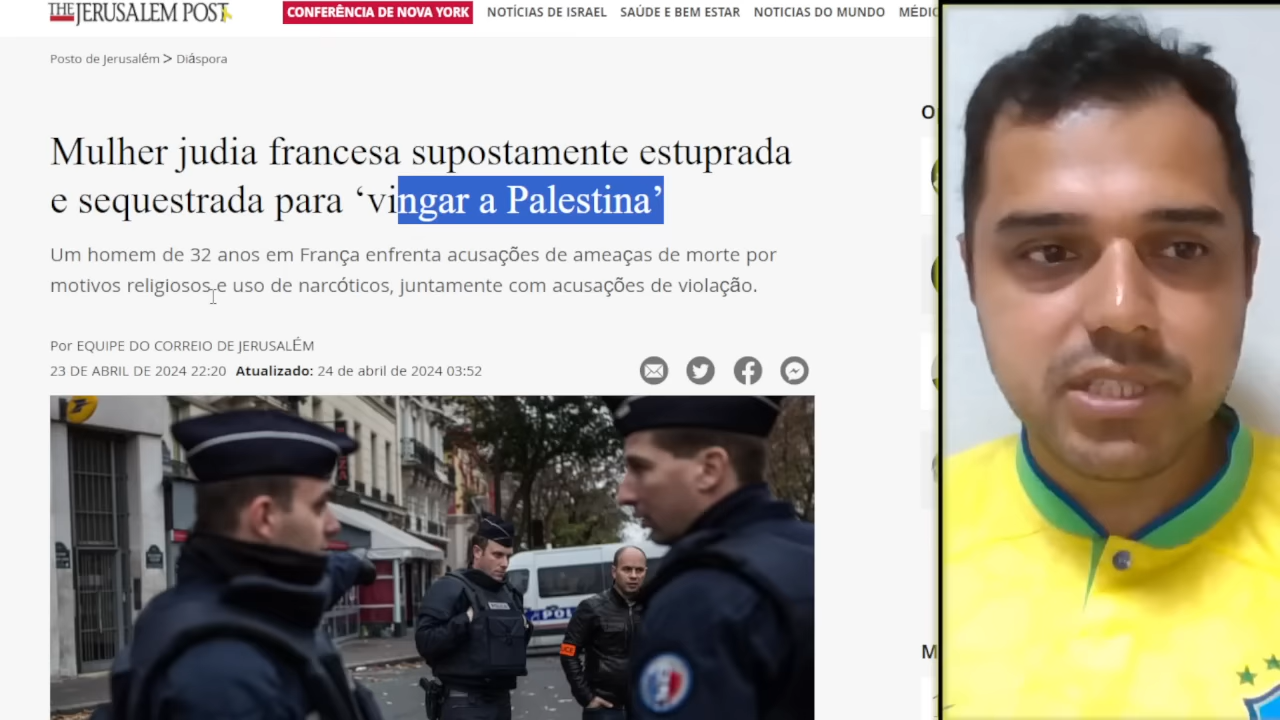 THE JERUSALEM POST
CONFERÊNCIA DE NOVA YORK NOTÍCIAS DE ISRAEL SAÚDE E BEM ESTAR NOTICIAS DO MUNDO MÉDIC
Posto de Jerusalém > Diáspora
Mulher judia francesa supostamente estuprada
e sequestrada para ‘vingar a Palestina’
Um homem de 32 anos em França enfrenta acusações de ameaças de morte por
motivos religiosos e uso de narcóticos, juntamente com acusações de violação.
Por EQUIPE DO CORREIO DE JERUSALÉM
23 DE ABRIL DE 2024 22:20 Atualizado: 24 de abril de 2024 03:52
O
M
POLICE
POL
ICE